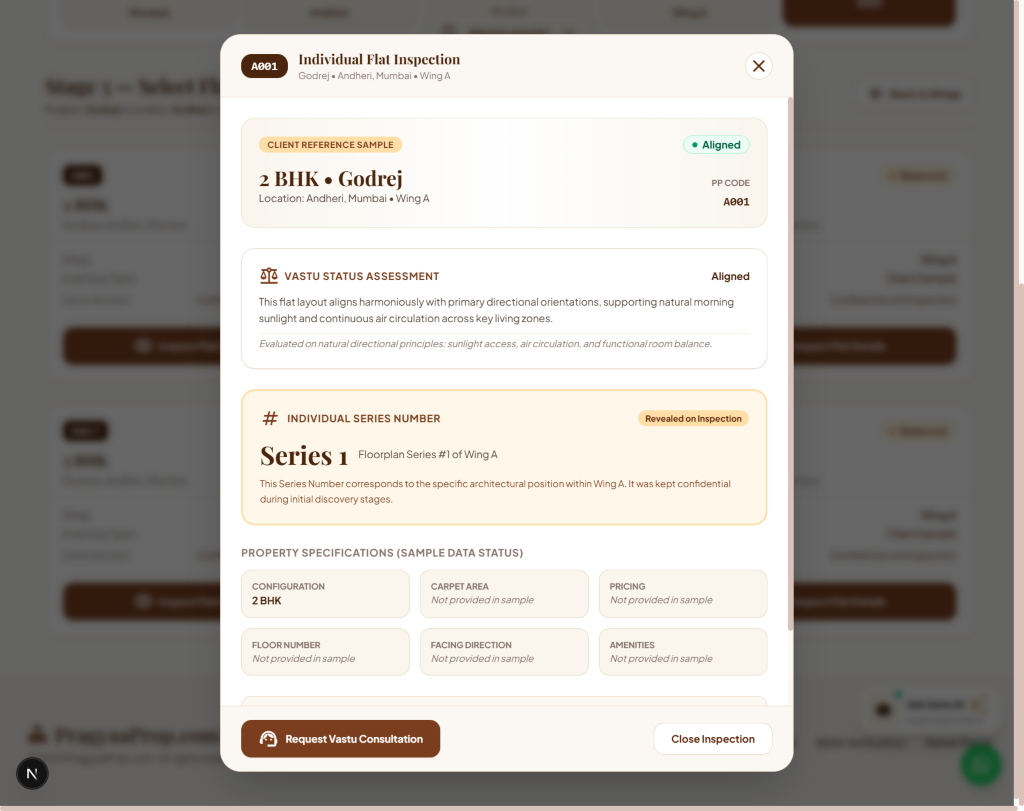 A001
Individual Flat Inspection
Godrej • Andheri, Mumbai • Wing A
CLIENT REFERENCE SAMPLE
Aligned
2 BHK • Godrej
Location: Andheri, Mumbai • Wing A
PP CODE
A001
VASTU STATUS ASSESSMENT
Aligned
This flat layout aligns harmoniously with primary directional orientations, supporting natural morning
sunlight and continuous air circulation across key living zones.
Evaluated on natural directional principles: sunlight access, air circulation, and functional room balance.
INDIVIDUAL SERIES NUMBER
Revealed on Inspection
Series 1
Floorplan Series #1 of Wing A
This Series Number corresponds to the specific architectural position within Wing A. It was kept confidential
during initial discovery stages.
PROPERTY SPECIFICATIONS (SAMPLE DATA STATUS)
CONFIGURATION
2 BHK
CARPET AREA
Not provided in sample
PRICING
Not provided in sample
FLOOR NUMBER
Not provided in sample
FACING DIRECTION
Not provided in sample
AMENITIES
Not provided in sample
Request Vastu Consultation
Close Inspection
N